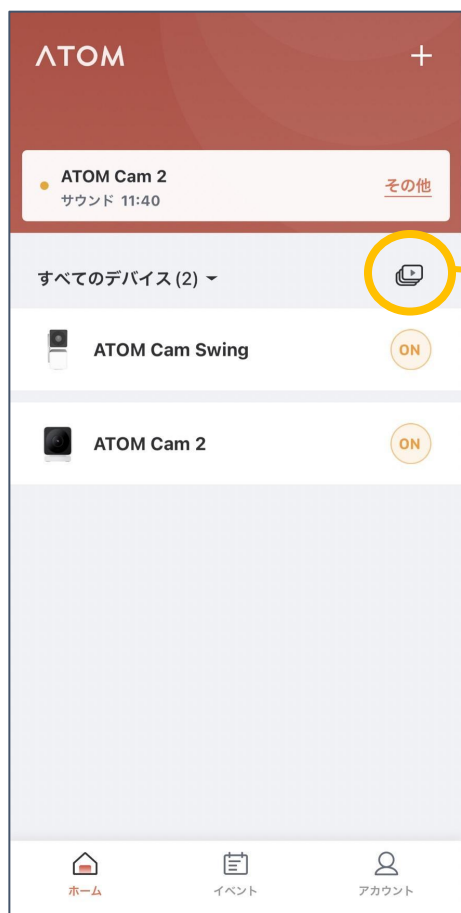 ATOM
ATOM Cam 2
サウンド 11:40
その他
すべてのデバイス (2)
ATOM Cam Swing
ON
ATOM Cam 2
ON
ホーム
イベント
アカウント